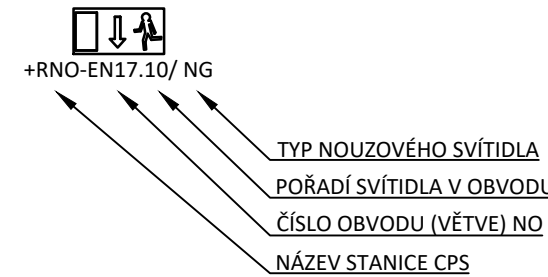 +RNO-EN17.10/ NG
TYP NOUZOVÉHO SVÍTIDLA
POŘADÍ SVÍTIDLA V OBVODU
ČÍSLO OBVODU (VĚTVE) NO
NÁZEV STANICE CPS